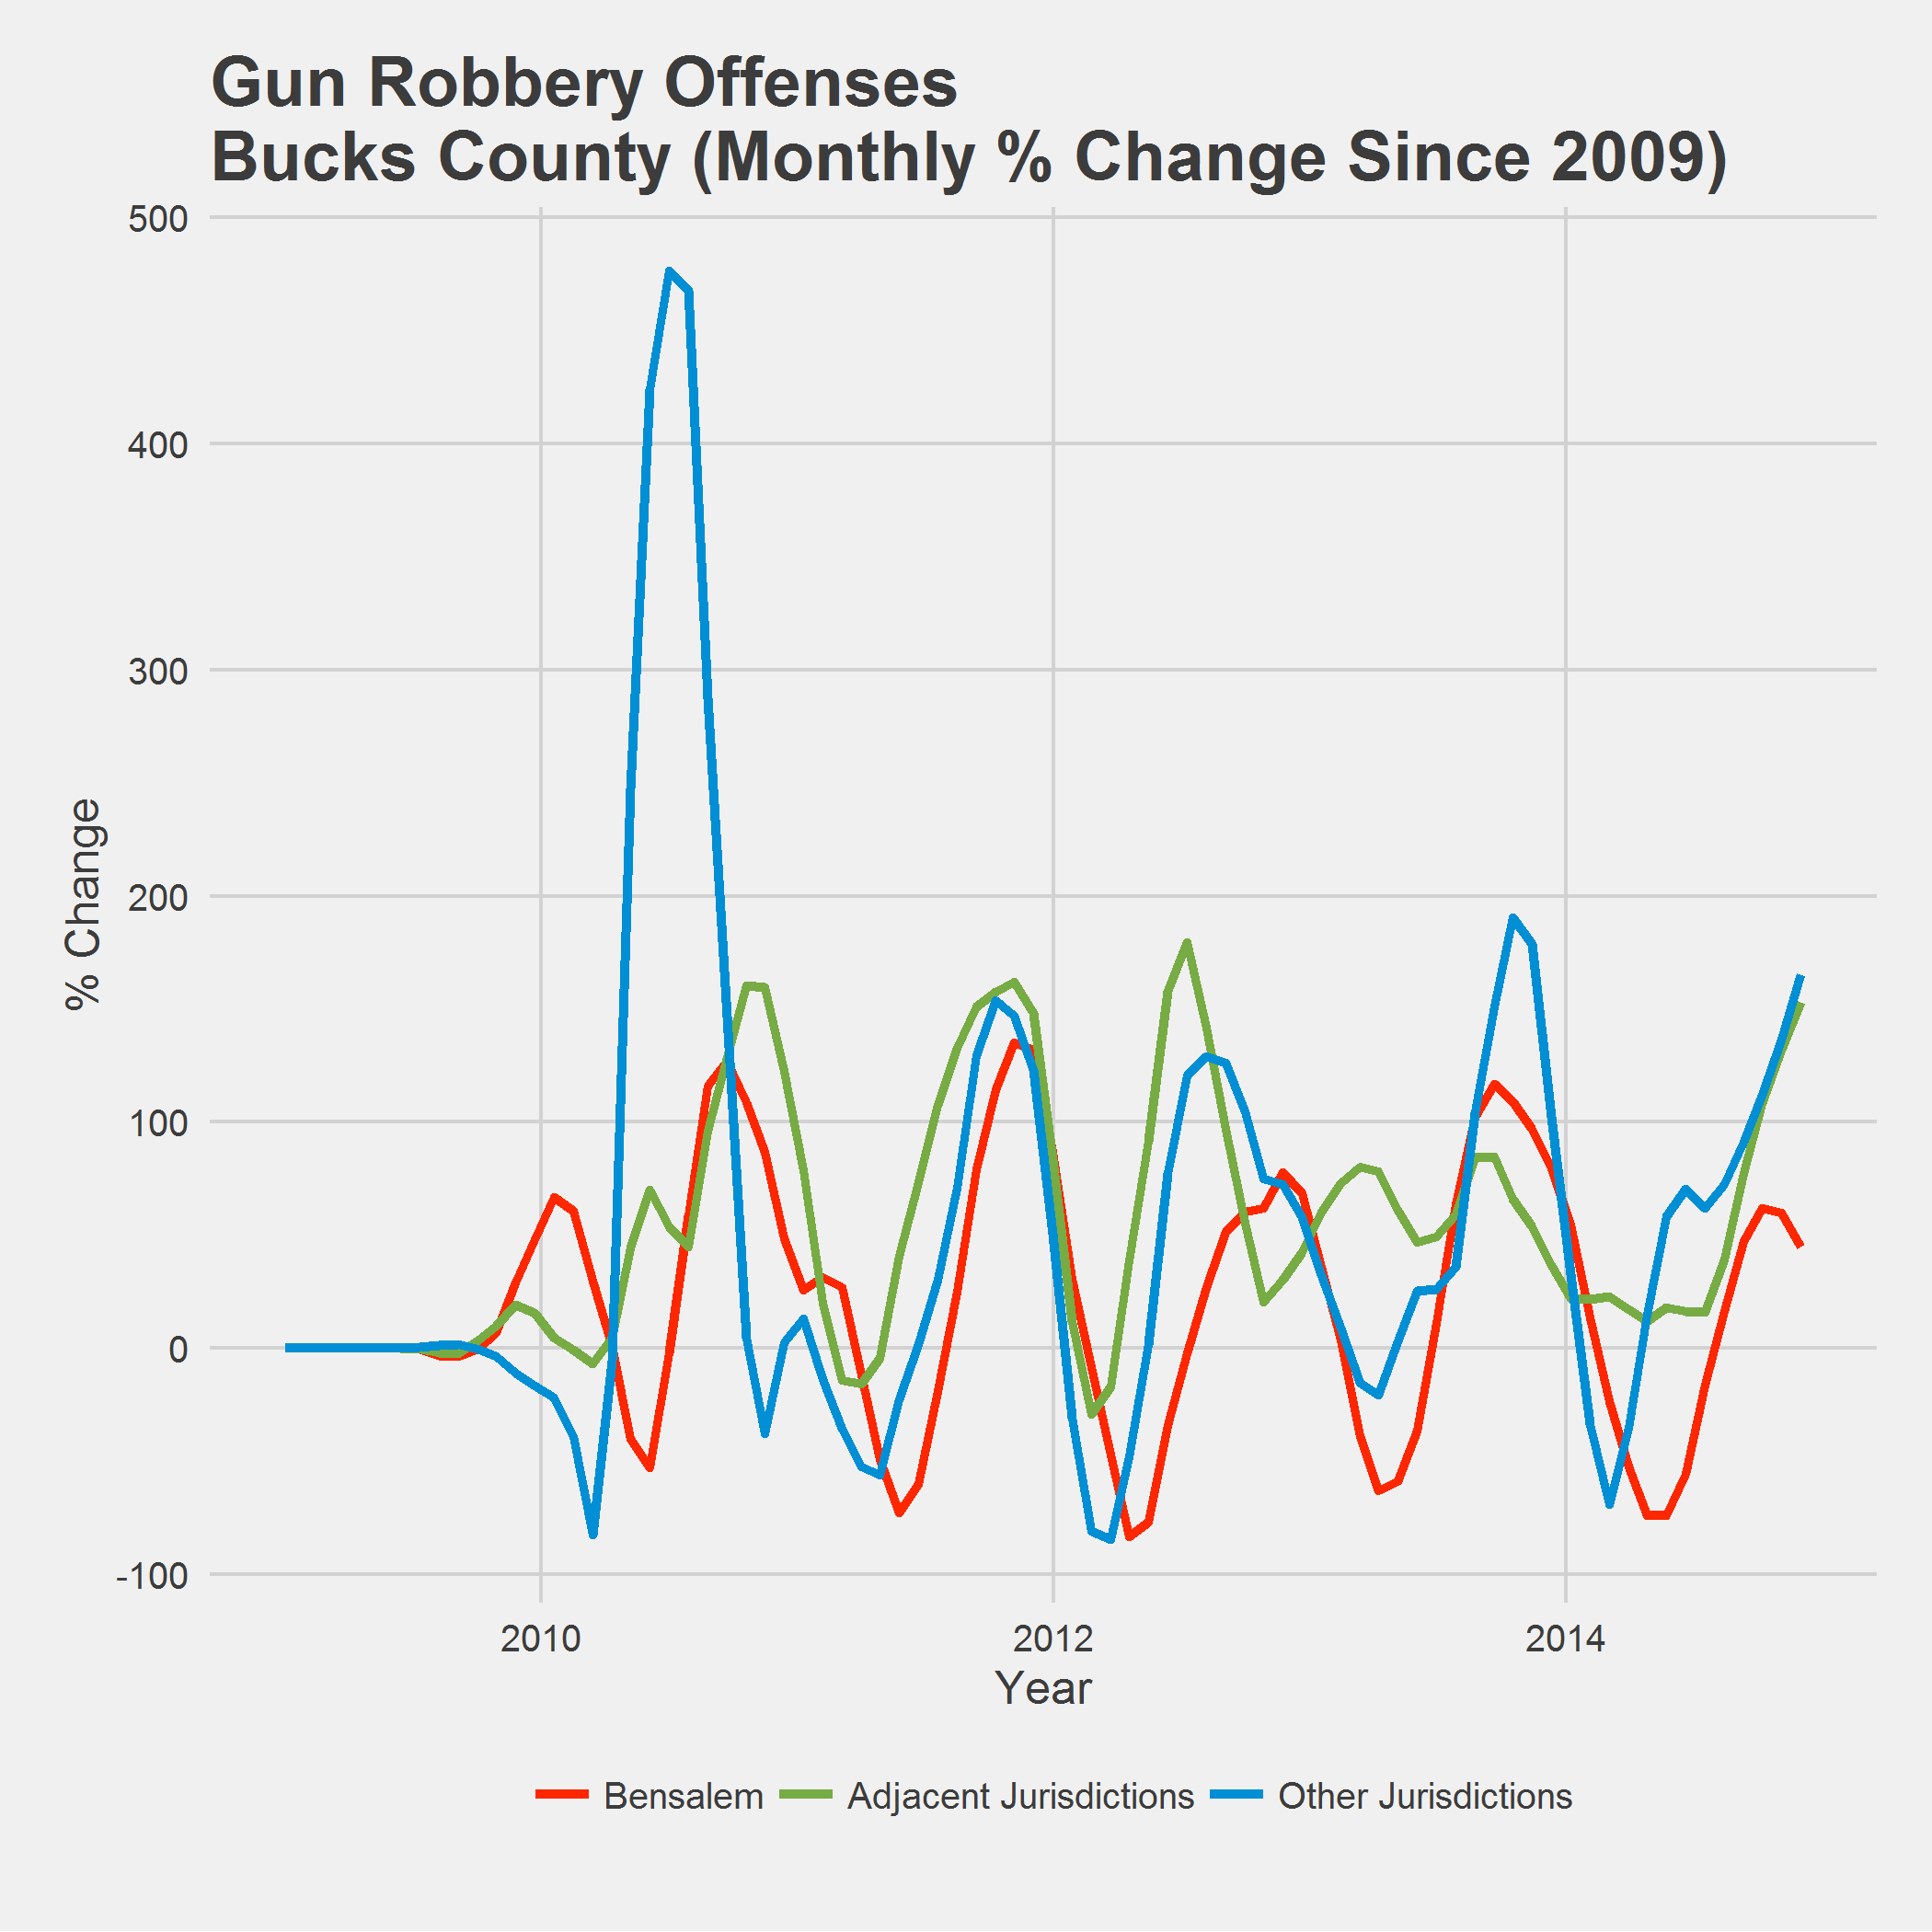 Gun Robbery Offenses
Bucks County (Monthly % Change Since 2009)
500
400
300
200
100
0
-100
% Change
2010 2012 2014
Year
Bensalem Adjacent Jurisdictions Other Jurisdictions